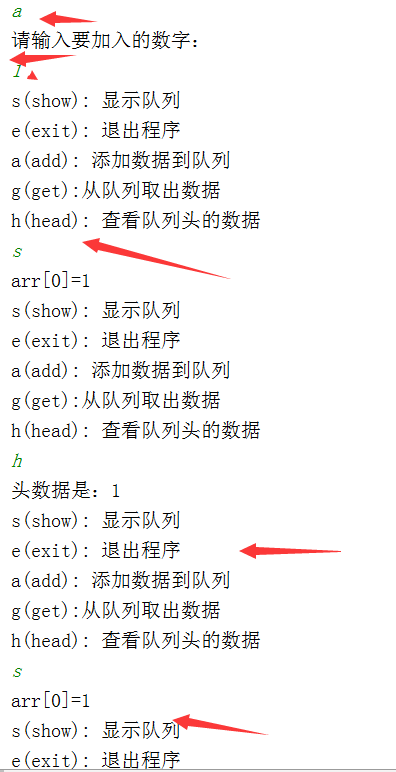 a
请输入要加入的数字：
1
s(show): 显示队列
e(exit): 退出程序
a(add): 添加数据到队列
g(get):从队列取出数据
h(head): 查看队列头的数据
s
arr[0]=1
s(show): 显示队列
e(exit): 退出程序
a(add): 添加数据到队列
g(get):从队列取出数据
h(head): 查看队列头的数据
h
头数据是：1
s(show): 显示队列
e(exit): 退出程序
a(add): 添加数据到队列
g(get):从队列取出数据
h(head): 查看队列头的数据
s
arr[0]=1
s(show): 显示队列
e(exit): 退出程序